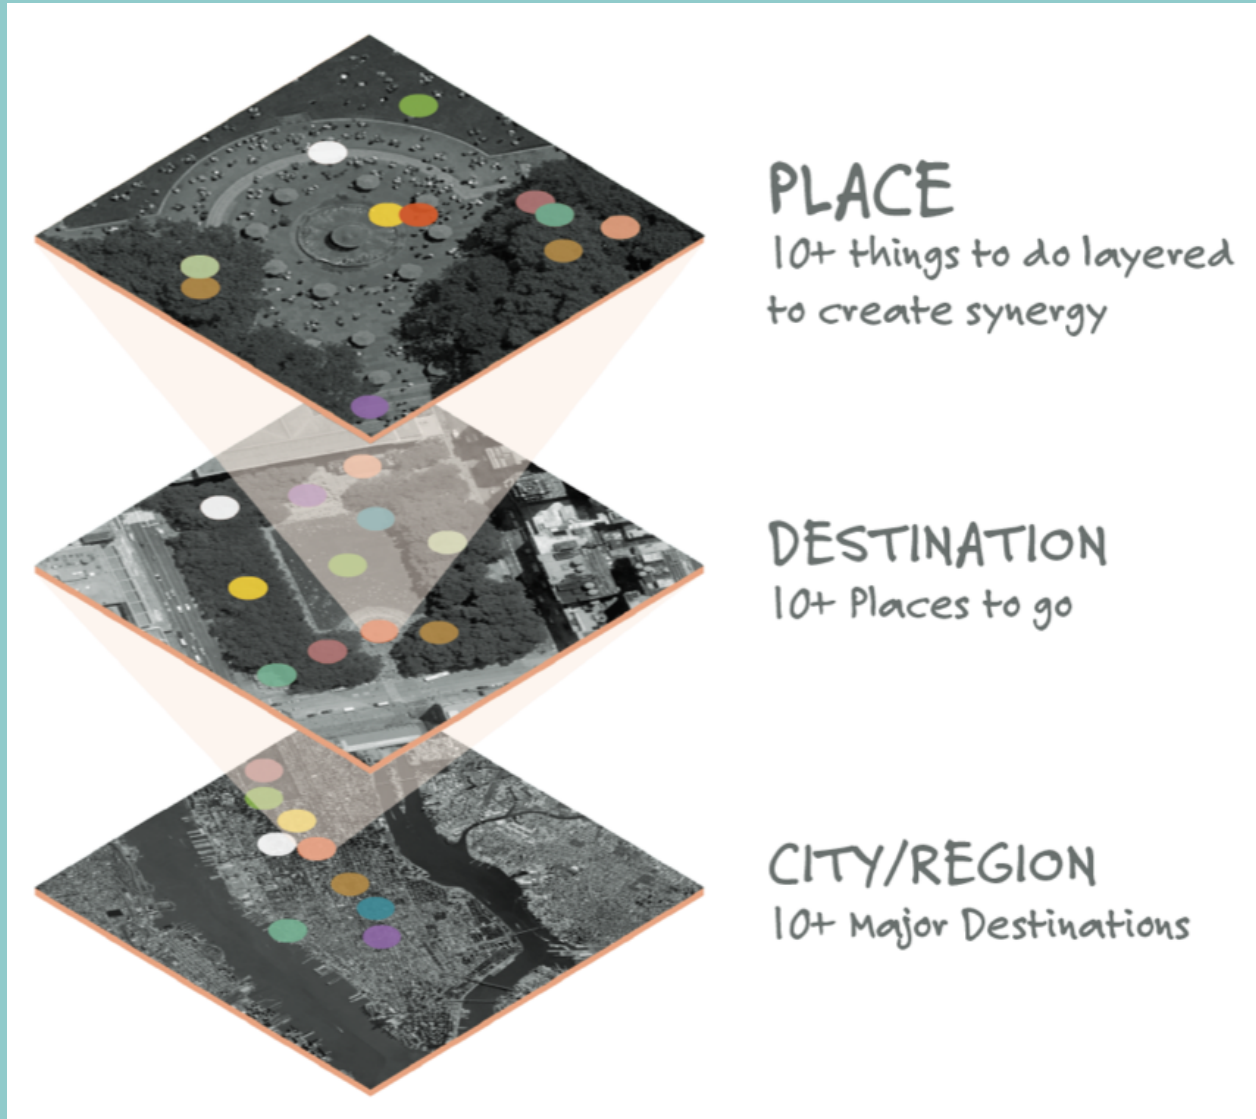 PLACE
10+ things to do layered
to create synergy
DESTINATION
10+ Places to go
CITY/REGION
10+ Major Destinations